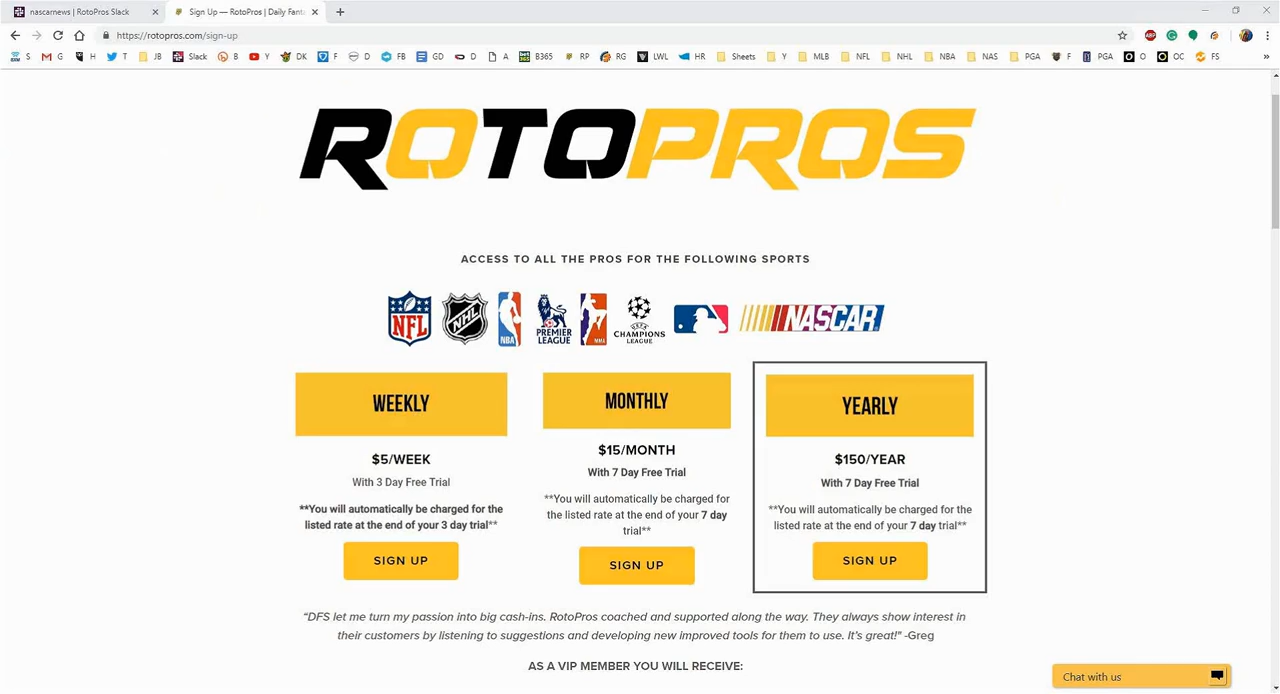 nascarnews | RotoPros Slack
Sign Up — RotoPros | Daily Fanta
https://rotopros.com/sign-up
S G H T JB Slack B Y DK F D FB GD D A B365 RP RG LWL HR Sheets Y MLB NFL NHL NBA NAS PGA F PGA O OC FS »
ROTOPROS
ACCESS TO ALL THE PROS FOR THE FOLLOWING SPORTS
NFL NHL NBA PREMIER LEAGUE CHAMPIONS LEAGUE NASCAR
WEEKLY
$5/WEEK
With 3 Day Free Trial
**You will automatically be charged for the
listed rate at the end of your 3 day trial**
SIGN UP
MONTHLY
$15/MONTH
With 7 Day Free Trial
**You will automatically be charged for
the listed rate at the end of your 7 day
trial**
SIGN UP
YEARLY
$150/YEAR
With 7 Day Free Trial
**You will automatically be charged for the
listed rate at the end of your 7 day trial**
SIGN UP
“DFS let me turn my passion into big cash-ins. RotoPros coached and supported along the way. They always show interest in
their customers by listening to suggestions and developing new improved tools for them to use. It’s great!" -Greg
AS A VIP MEMBER YOU WILL RECEIVE:
Chat with us